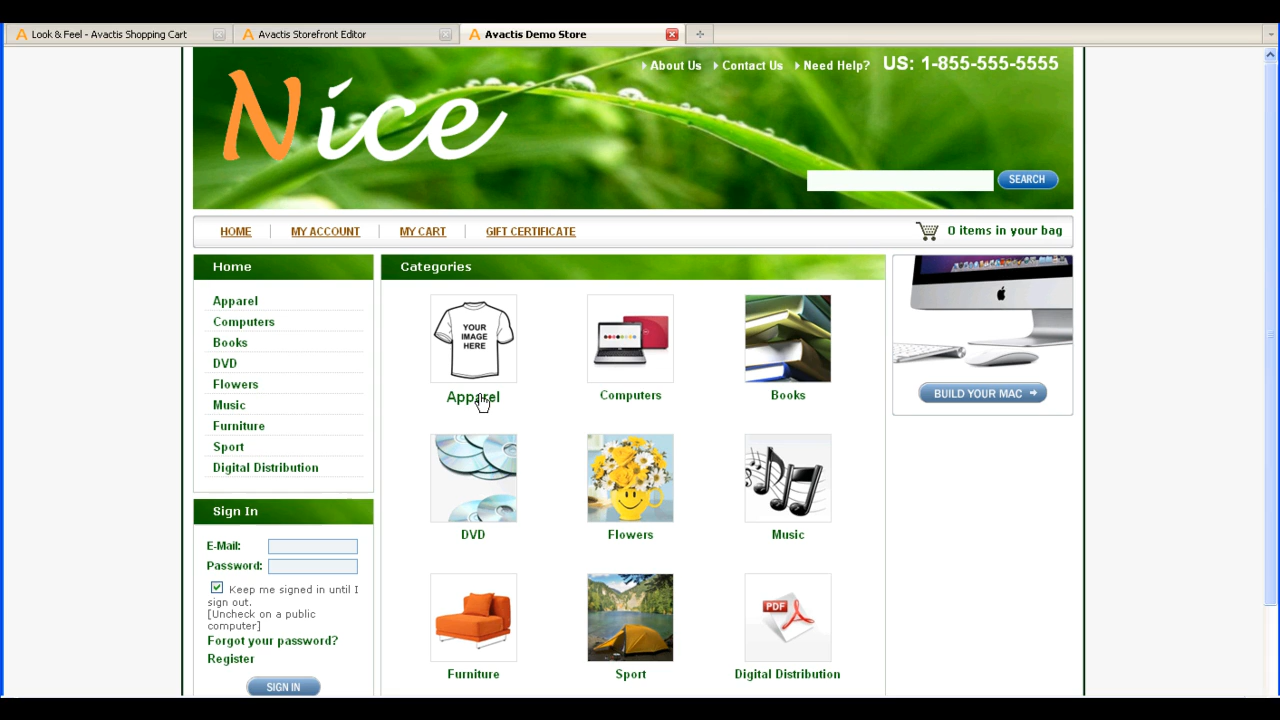 Look & Feel - Avactis Shopping Cart
Avactis Storefront Editor
Avactis Demo Store
Nice
About Us Contact Us Need Help? US: 1-855-555-5555
SEARCH
HOME MY ACCOUNT MY CART GIFT CERTIFICATE
0 items in your bag
Home
Apparel
Computers
Books
DVD
Flowers
Music
Furniture
Sport
Digital Distribution
Sign In
E-Mail:
Password:
Keep me signed in until I
sign out.
[Uncheck on a public
computer]
Forgot your password?
Register
SIGN IN
Categories
YOUR
IMAGE
HERE
Apparel
Computers
Books
DVD
Flowers
Music
PDF
Furniture
Sport
Digital Distribution
BUILD YOUR MAC